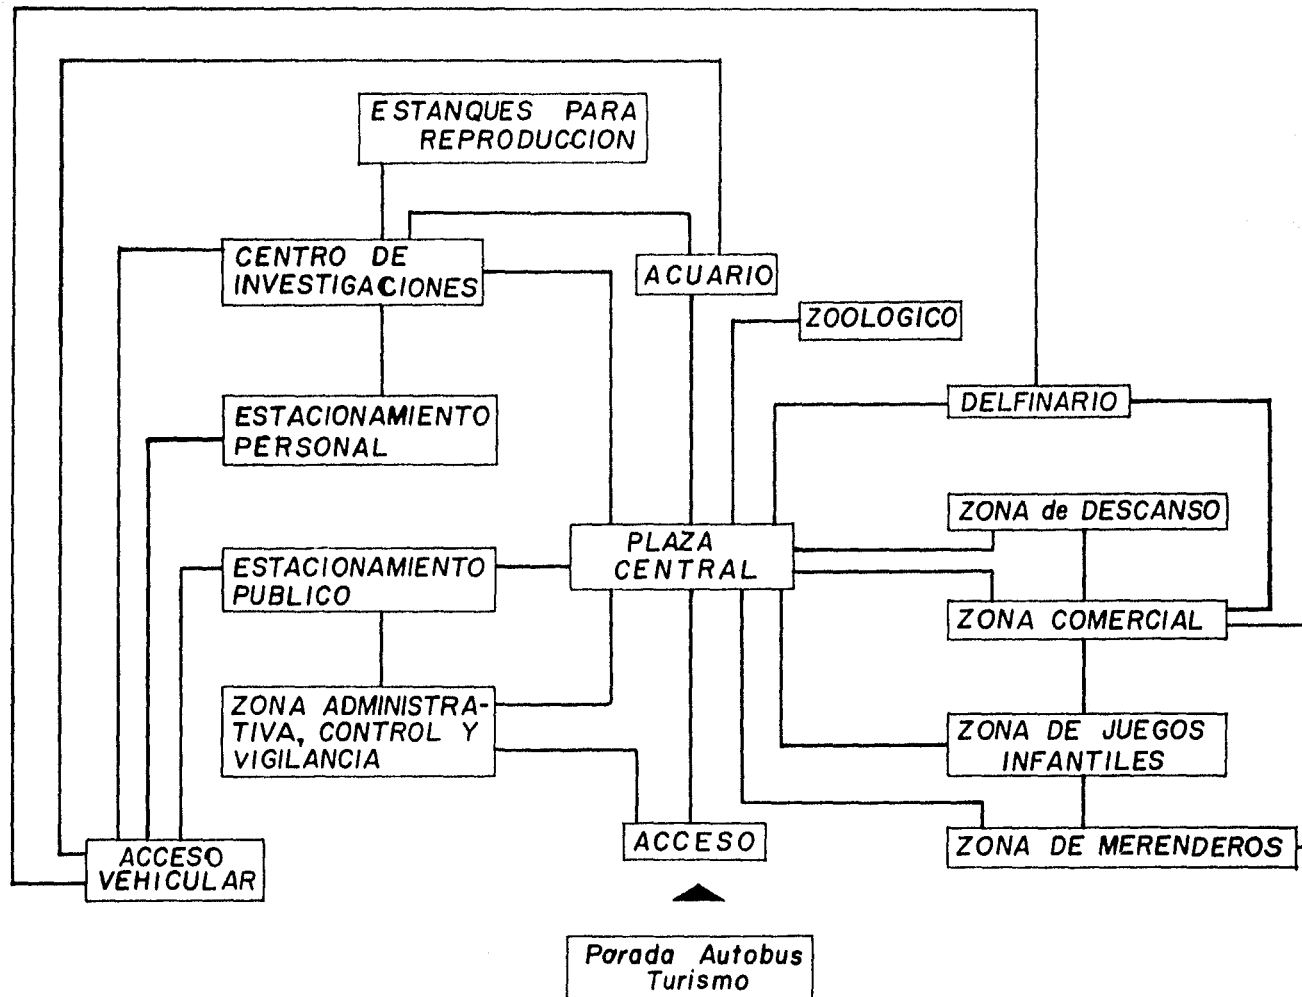 ESTANQUES PARA
REPRODUCCION
CENTRO DE
INVESTIGACIONES
ACUARIO
ZOOLOGICO
ESTACIONAMIENTO
PERSONAL
DELFINARIO
ZONA de DESCANSO
PLAZA
CENTRAL
ESTACIONAMIENTO
PUBLICO
ZONA COMERCIAL
ZONA ADMINISTRA-
TIVA, CONTROL Y
VIGILANCIA
ZONA DE JUEGOS
INFANTILES
ACCESO
VEHICULAR
ACCESO
ZONA DE MERENDEROS
Parada Autobus
Turismo